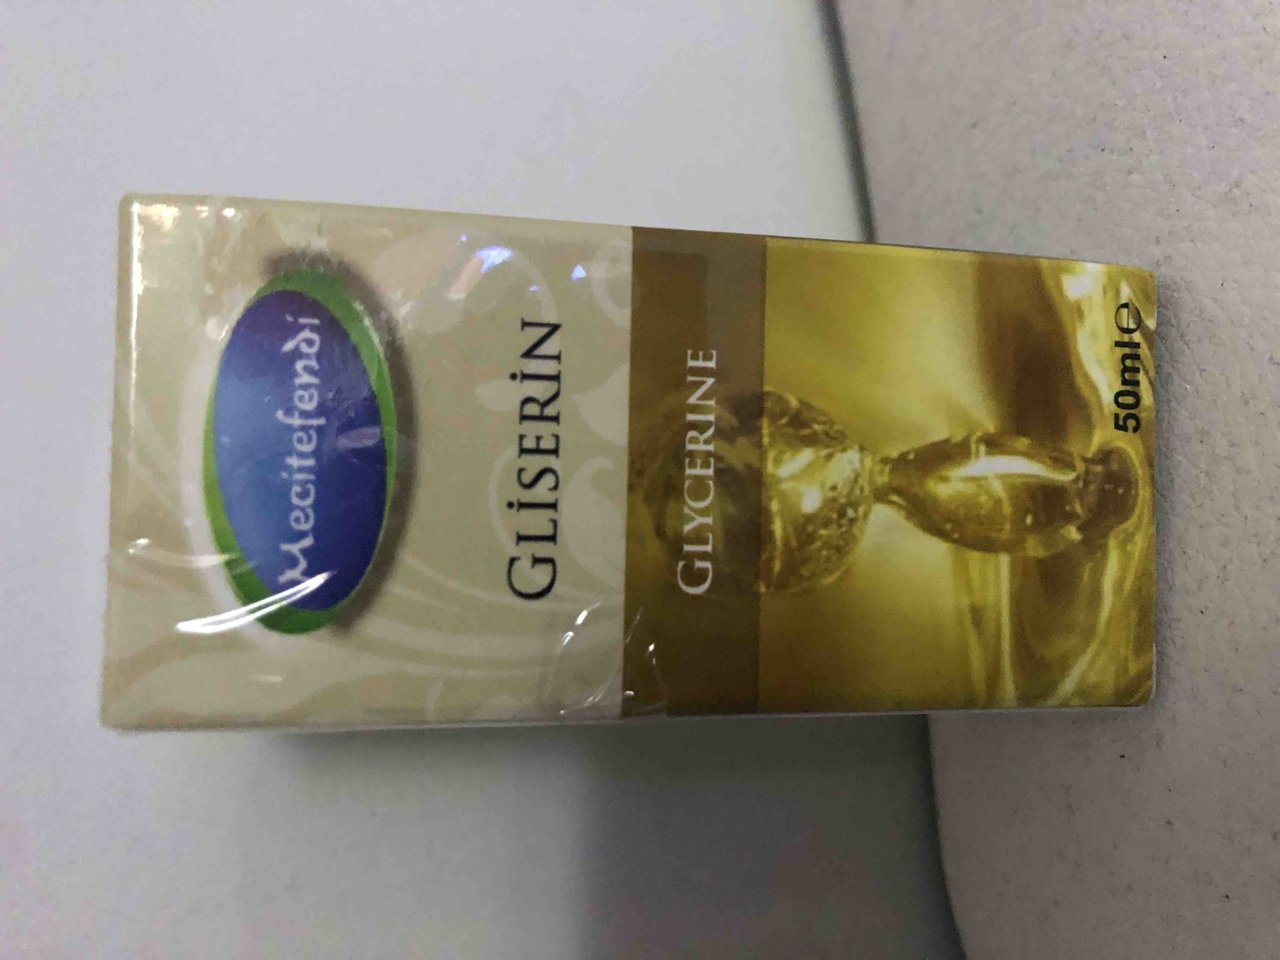 Mecitefendi
GLİSERİN
GLYCERINE
50ml℮